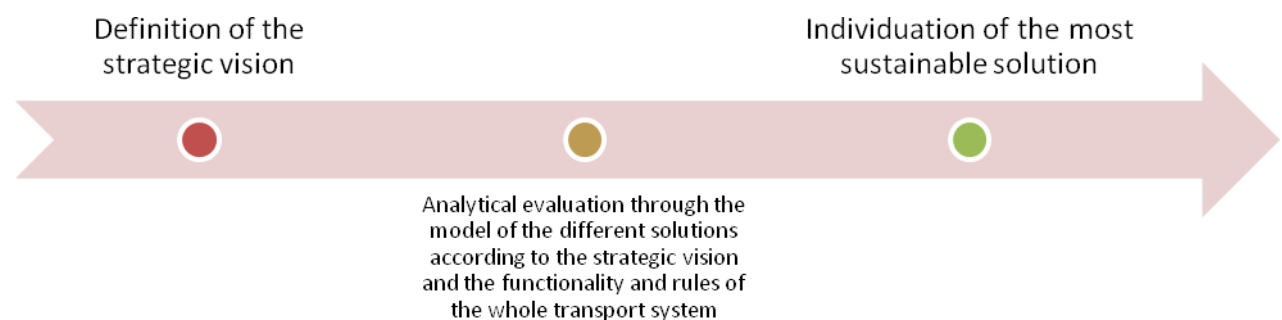 Definition of the
strategic vision
Analytical evaluation through the
model of the different solutions
according to the strategic vision
and the functionality and rules of
the whole transport system
Individuation of the most
sustainable solution